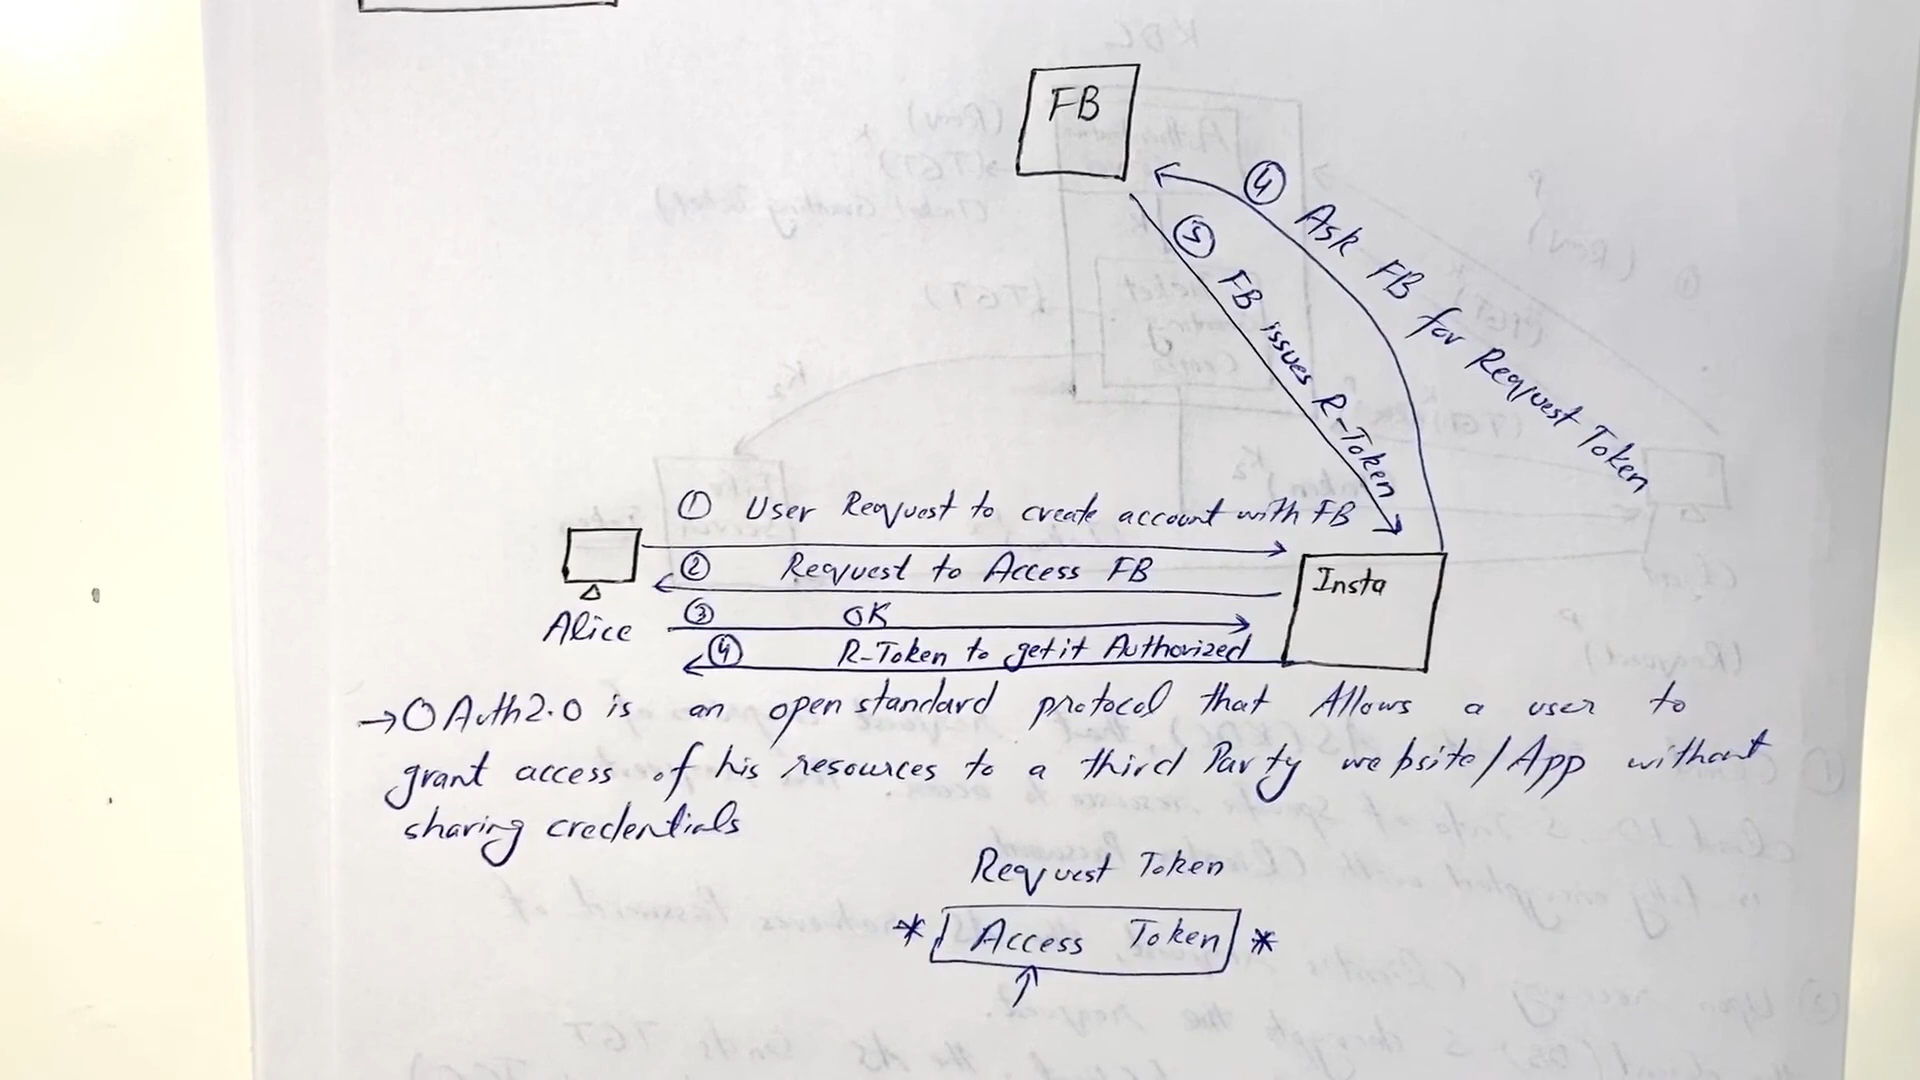 FB
④ Ask FB for Request Token
⑤ FB issues R-Token
① User Request to create account with FB
② Request to Access FB
③ OK
④ R-Token to get it Authorized
Alice
Insta
→ OAuth2.0 is an open standard protocol that Allows a user to
grant access of his resources to a third Party website/App without
sharing credentials
Request Token
* Access Token *